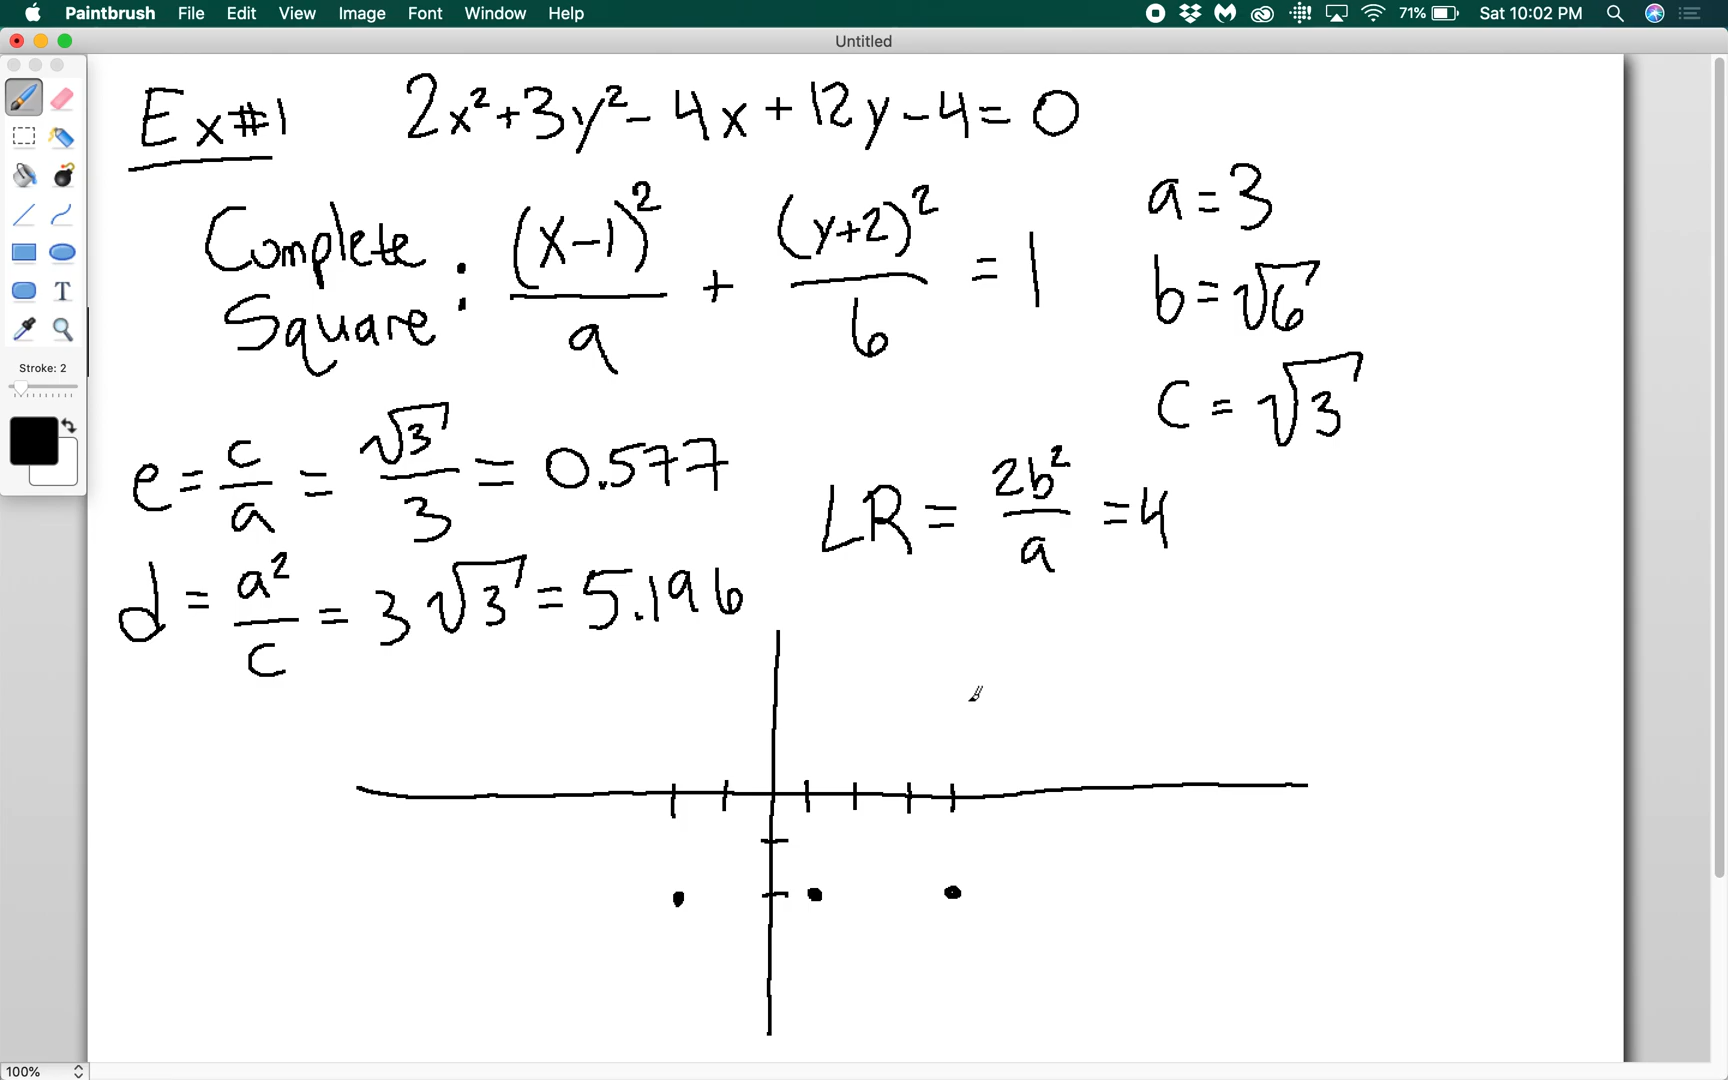 Paintbrush File Edit View Image Font Window Help 71% Sat 10:02 PM
Untitled
Ex#1 2x²+3y²-4x+12y-4=0
Complete Square: (x-1)²/9 + (y+2)²/6 = 1
a=3
b=√6
c=√3
e=c/a=√3/3=0.577
LR=2b²/a=4
d=a²/c=3√3=5.196
T
Stroke: 2
100%